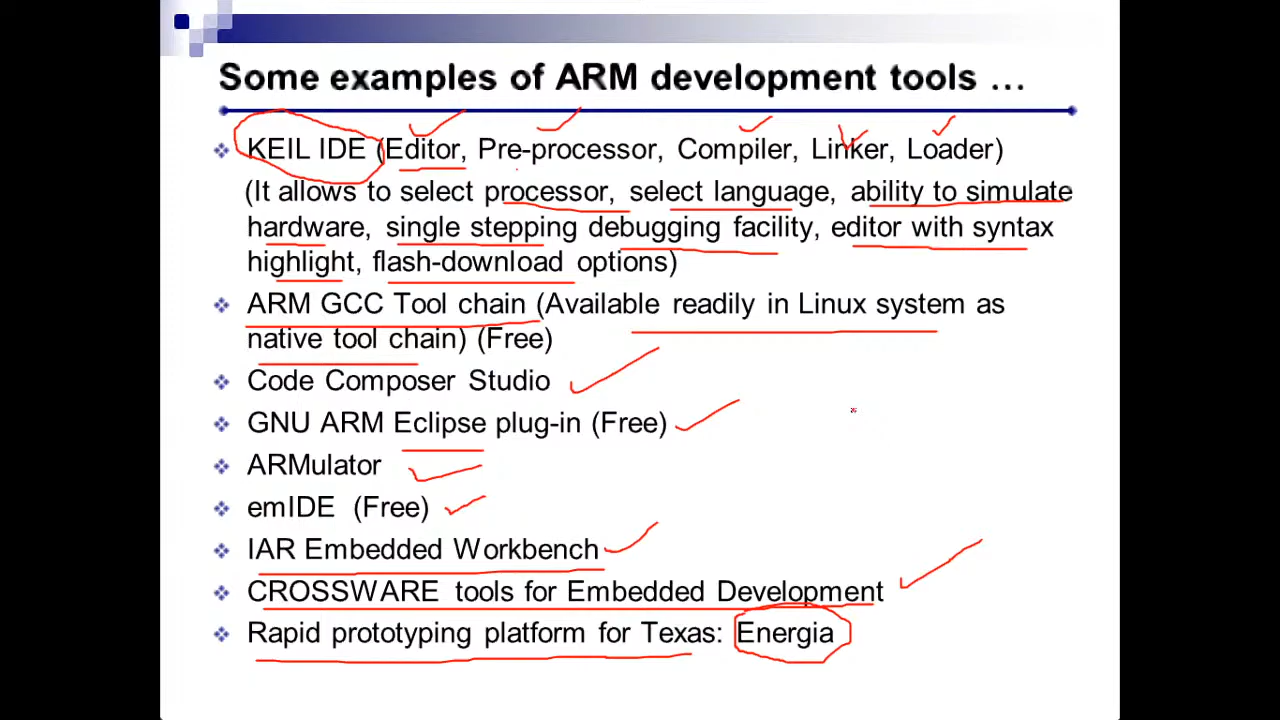 Some examples of ARM development tools …
KEIL IDE (Editor, Pre-processor, Compiler, Linker, Loader)
(It allows to select processor, select language, ability to simulate
hardware, single stepping debugging facility, editor with syntax
highlight, flash-download options)
ARM GCC Tool chain (Available readily in Linux system as
native tool chain) (Free)
Code Composer Studio
GNU ARM Eclipse plug-in (Free)
ARMulator
emIDE (Free)
IAR Embedded Workbench
CROSSWARE tools for Embedded Development
Rapid prototyping platform for Texas: Energia